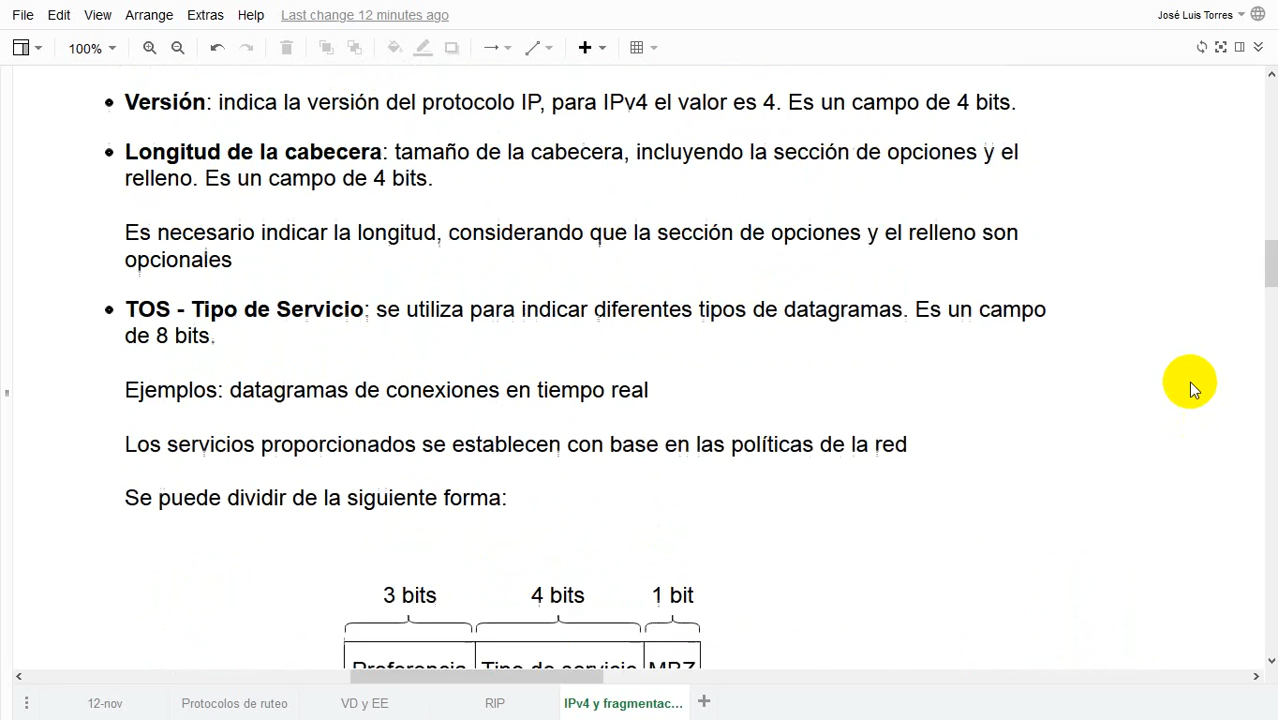 File Edit View Arrange Extras Help Last change 12 minutes ago José Luis Torres
100%
• Versión: indica la versión del protocolo IP, para IPv4 el valor es 4. Es un campo de 4 bits.
• Longitud de la cabecera: tamaño de la cabecera, incluyendo la sección de opciones y el
relleno. Es un campo de 4 bits.
Es necesario indicar la longitud, considerando que la sección de opciones y el relleno son
opcionales
• TOS - Tipo de Servicio: se utiliza para indicar diferentes tipos de datagramas. Es un campo
de 8 bits.
Ejemplos: datagramas de conexiones en tiempo real
Los servicios proporcionados se establecen con base en las políticas de la red
Se puede dividir de la siguiente forma:
3 bits 4 bits 1 bit
Preferencia Tipo de servicio MBZ
12-nov Protocolos de ruteo VD y EE RIP IPv4 y fragmentac...